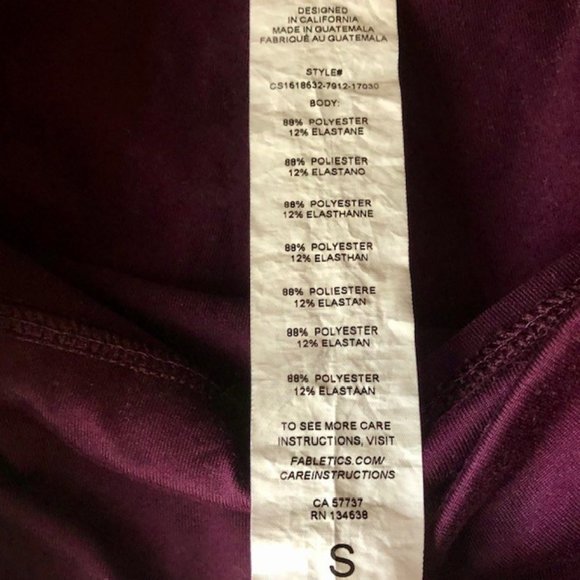 DESIGNED
IN CALIFORNIA
MADE IN GUATEMALA
FABRIQUÉ AU GUATEMALA
STYLE#
CS1618632-7912-17030
BODY:
88% POLYESTER
12% ELASTANE
88% POLIESTER
12% ELASTANO
88% POLYESTER
12% ELASTHANNE
88% POLYESTER
12% ELASTHAN
88% POLIESTERE
12% ELASTAN
88% POLYESTER
12% ELASTAN
88% POLYESTER
12% ELASTAAN
TO SEE MORE CARE
INSTRUCTIONS, VISIT
FABLETICS.COM/
CAREINSTRUCTIONS
CA 57737
RN 134638
S